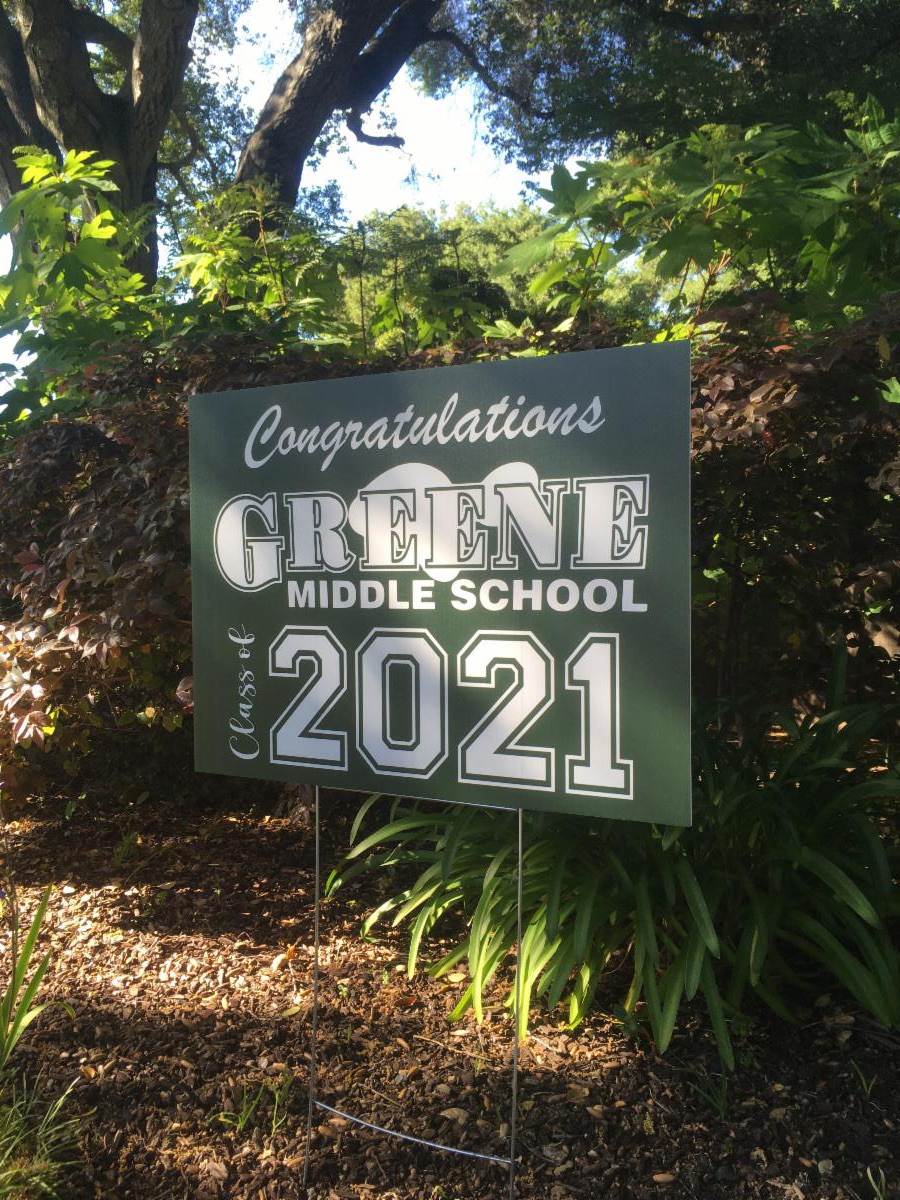 Congratulations
GREENE
MIDDLE SCHOOL
Class of
2021